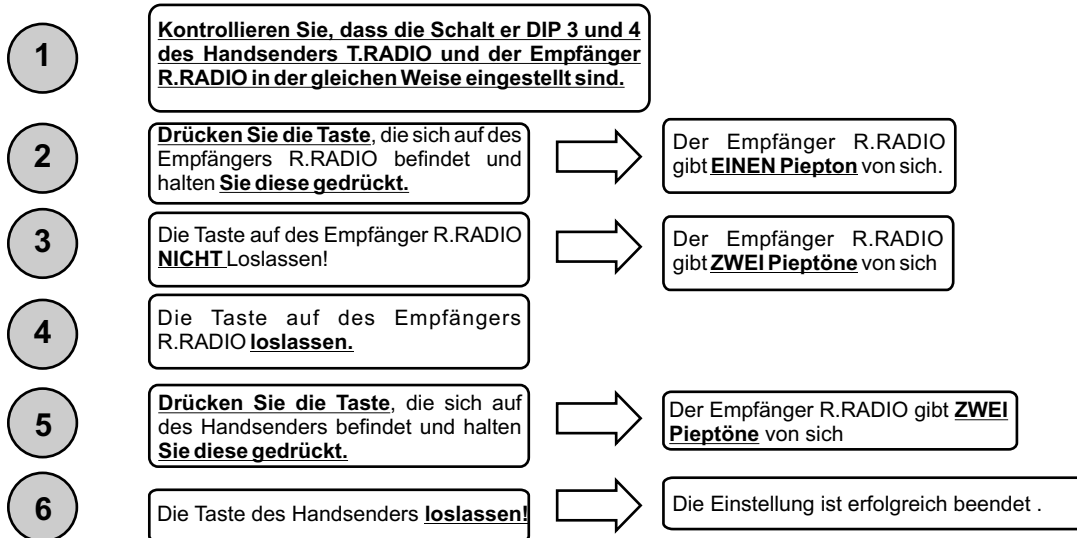 1
Kontrollieren Sie, dass die Schalt er DIP 3 und 4
des Handsenders T.RADIO und der Empfänger
R.RADIO in der gleichen Weise eingestellt sind.
2
Drücken Sie die Taste, die sich auf des
Empfängers R.RADIO befindet und
halten Sie diese gedrückt.
Der Empfänger R.RADIO
gibt EINEN Piepton von sich.
3
Die Taste auf des Empfänger R.RADIO
NICHT Loslassen!
Der Empfänger R.RADIO
gibt ZWEI Pieptöne von sich
4
Die Taste auf des Empfängers
R.RADIO loslassen.
5
Drücken Sie die Taste, die sich auf
des Handsenders befindet und halten
Sie diese gedrückt.
Der Empfänger R.RADIO gibt ZWEI
Pieptöne von sich
6
Die Taste des Handsenders loslassen!
Die Einstellung ist erfolgreich beendet .